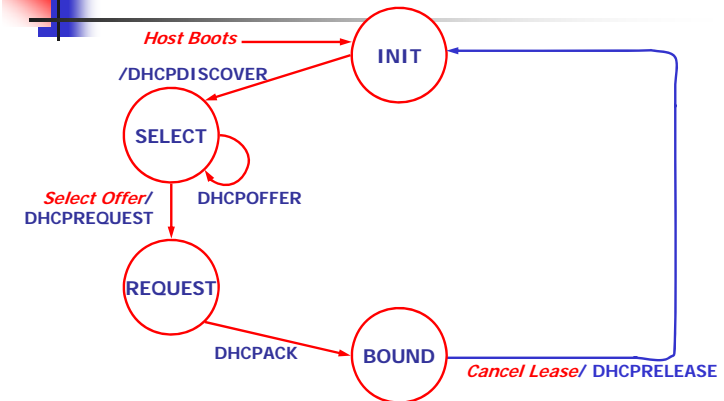 Host Boots
INIT
/DHCPDISCOVER
SELECT
DHCPOFFER
Select Offer/
DHCPREQUEST
REQUEST
DHCPACK
BOUND
Cancel Lease/ DHCPRELEASE